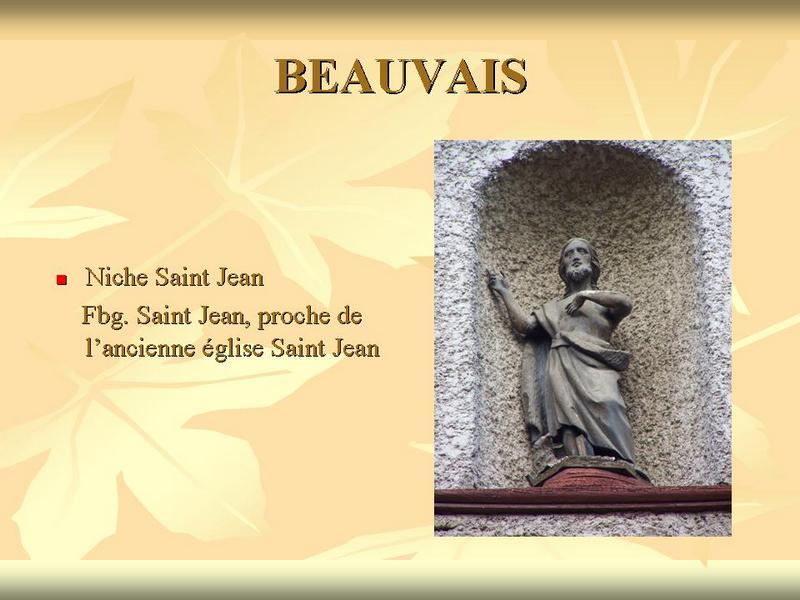 BEAUVAIS
Niche Saint Jean
Fbg. Saint Jean, proche de
l’ancienne église Saint Jean